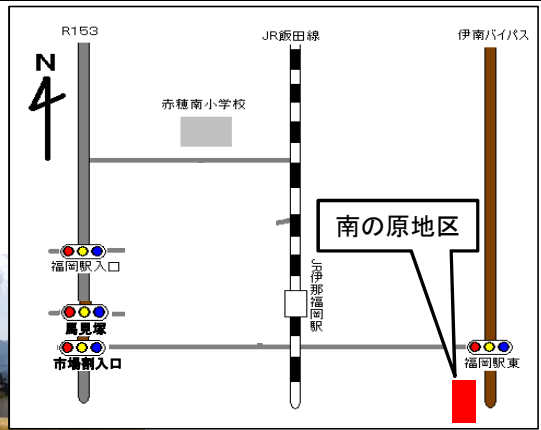 R153
JR飯田線
伊南バイパス
N
赤穂南小学校
南の原地区
福岡駅入口
JR伊那福岡駅
馬見塚
市場割入口
福岡駅東